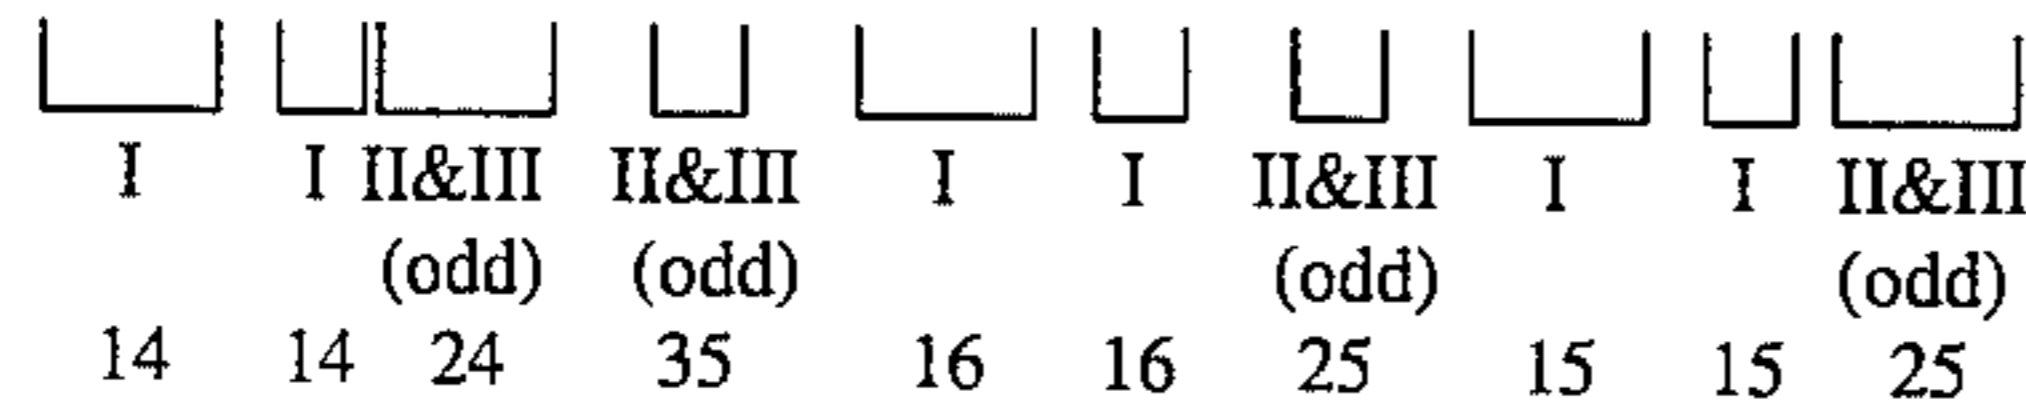 I I II&III II&III I I II&III I I II&III
(odd) (odd) (odd) (odd)
14 14 24 35 16 16 25 15 15 25